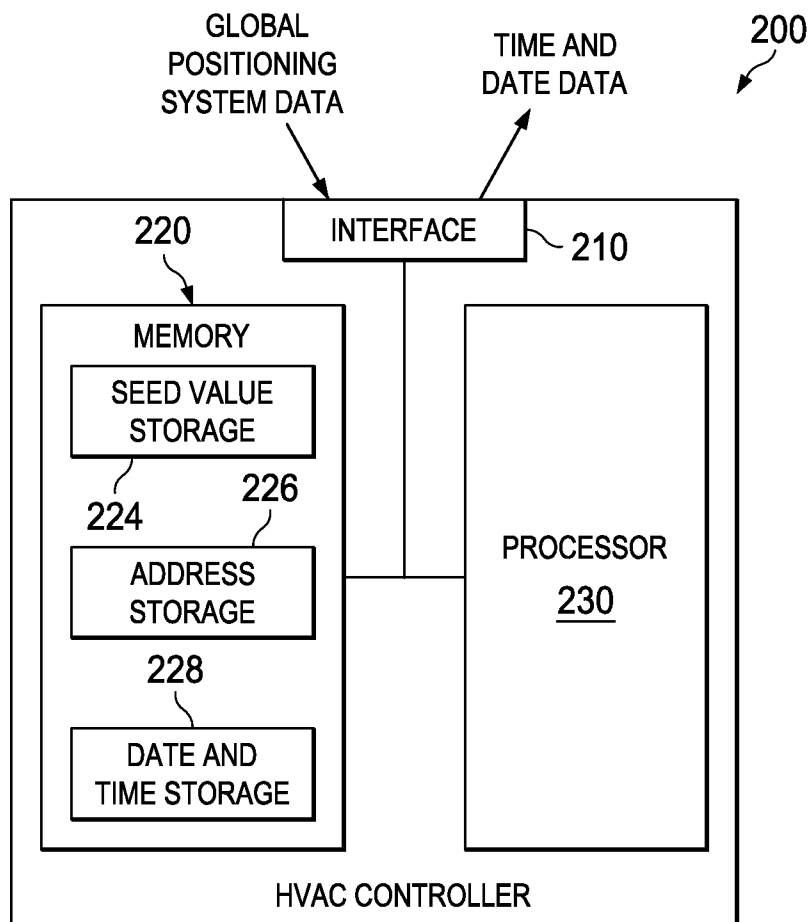 GLOBAL
POSITIONING
SYSTEM DATA
TIME AND
DATE DATA
200
INTERFACE
210
220
MEMORY
SEED VALUE
STORAGE
224
226
ADDRESS
STORAGE
228
DATE AND
TIME STORAGE
PROCESSOR
230
HVAC CONTROLLER